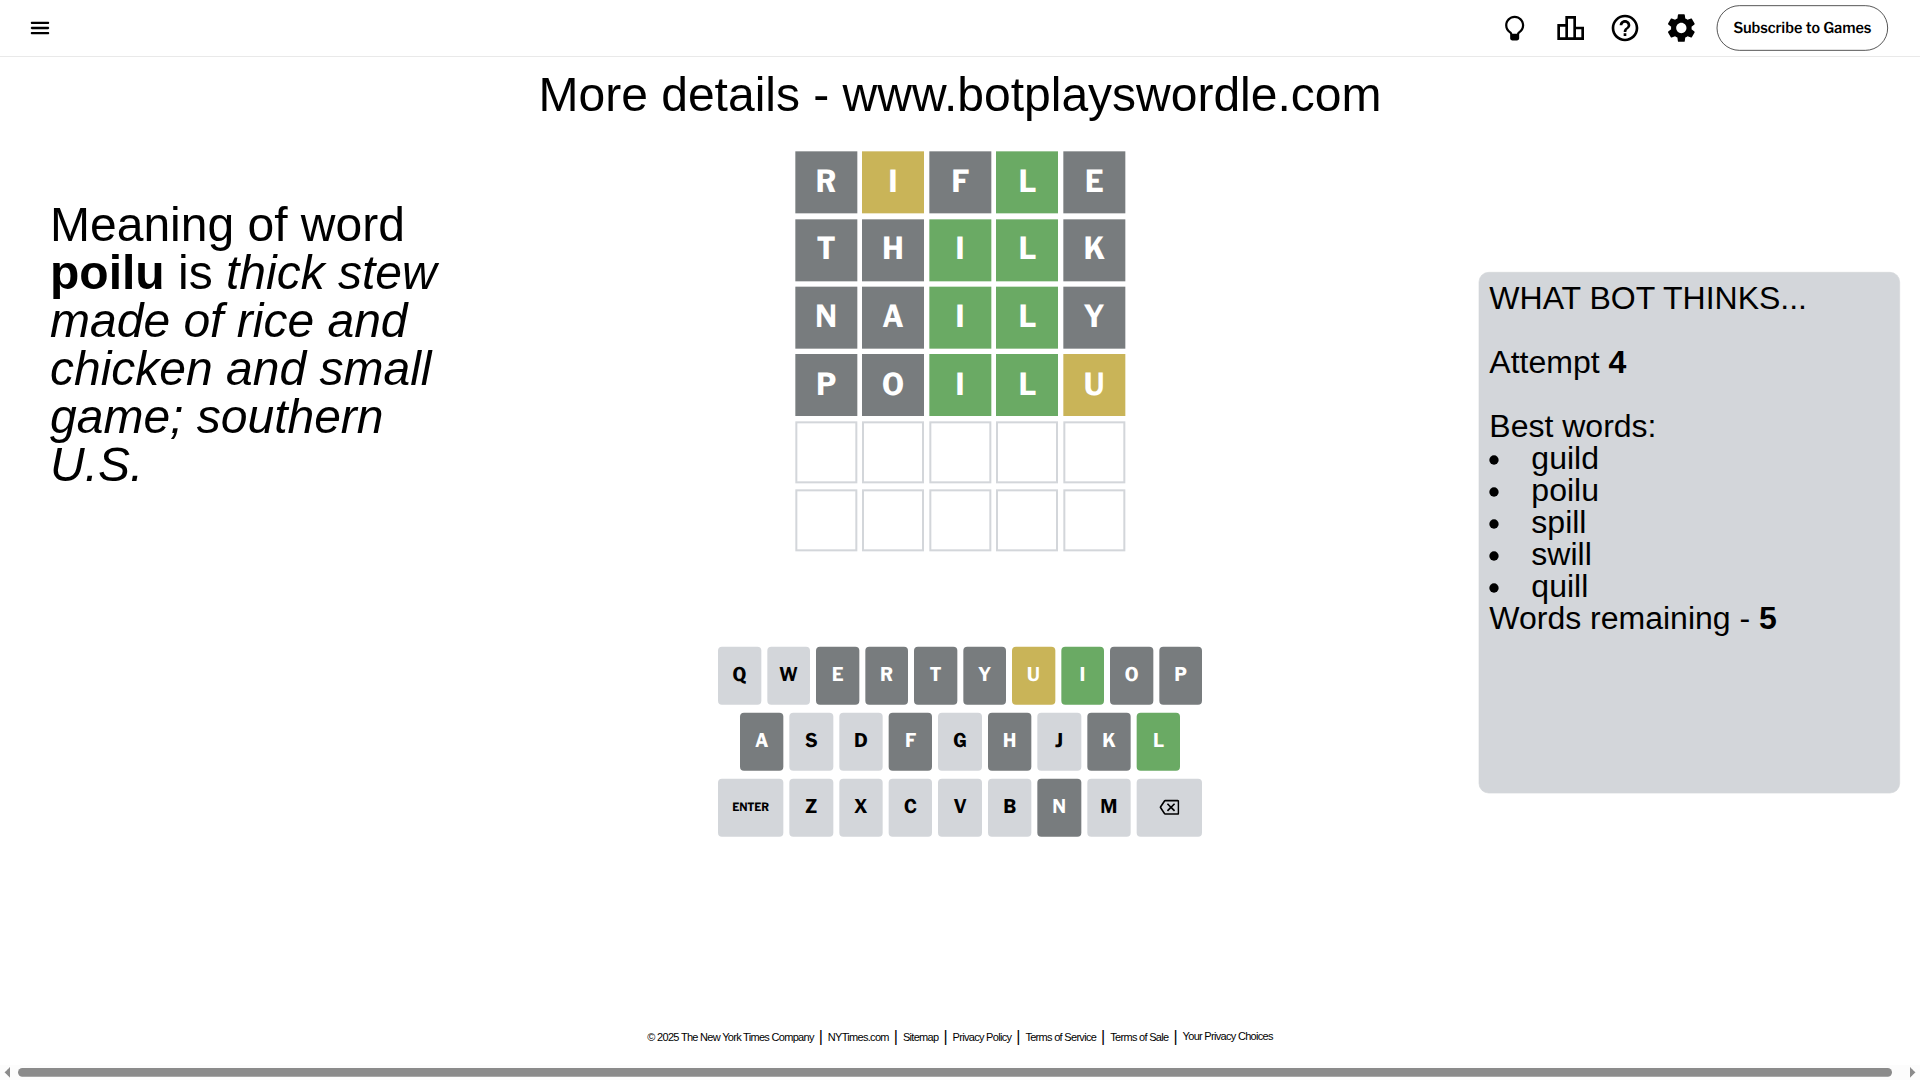 Subscribe to Games
More details - www.botplayswordle.com
Meaning of word
poilu is thick stew
made of rice and
chicken and small
game; southern
U.S.
R I F L E
T H I L K
N A I L Y
P O I L U
WHAT BOT THINKS...
Attempt 4
Best words:
• guild
• poilu
• spill
• swill
• quill
Words remaining - 5
Q W E R T Y U I O P
A S D F G H J K L
ENTER Z X C V B N M
© 2025 The New York Times Company | NYTimes.com | Sitemap | Privacy Policy | Terms of Service | Terms of Sale | Your Privacy Choices